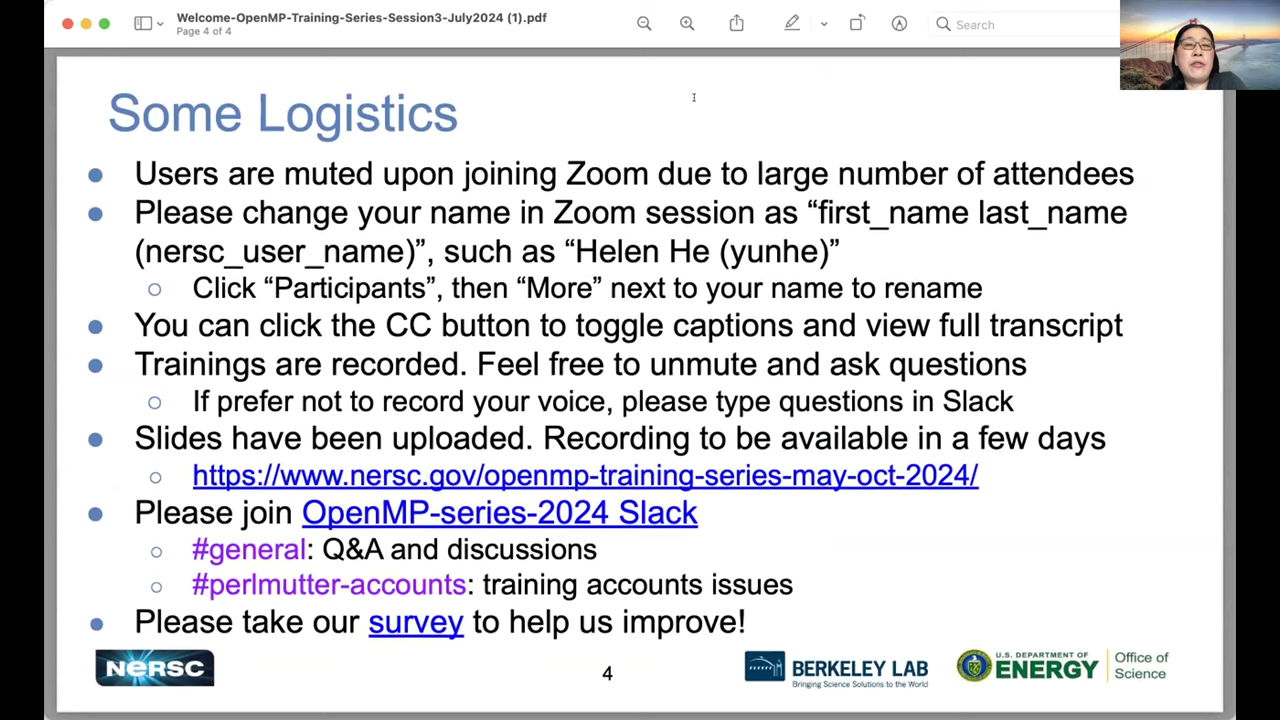 Welcome-OpenMP-Training-Series-Session3-July2024 (1).pdf
Page 4 of 4
Search
Some Logistics
Users are muted upon joining Zoom due to large number of attendees
Please change your name in Zoom session as “first_name last_name
(nersc_user_name)”, such as “Helen He (yunhe)”
Click “Participants”, then “More” next to your name to rename
You can click the CC button to toggle captions and view full transcript
Trainings are recorded. Feel free to unmute and ask questions
If prefer not to record your voice, please type questions in Slack
Slides have been uploaded. Recording to be available in a few days
https://www.nersc.gov/openmp-training-series-may-oct-2024/
Please join OpenMP-series-2024 Slack
#general: Q&A and discussions
#perlmutter-accounts: training accounts issues
Please take our survey to help us improve!
NERSC
4
BERKELEY LAB
Bringing Science Solutions to the World
U.S. DEPARTMENT OF
ENERGY
Office of
Science